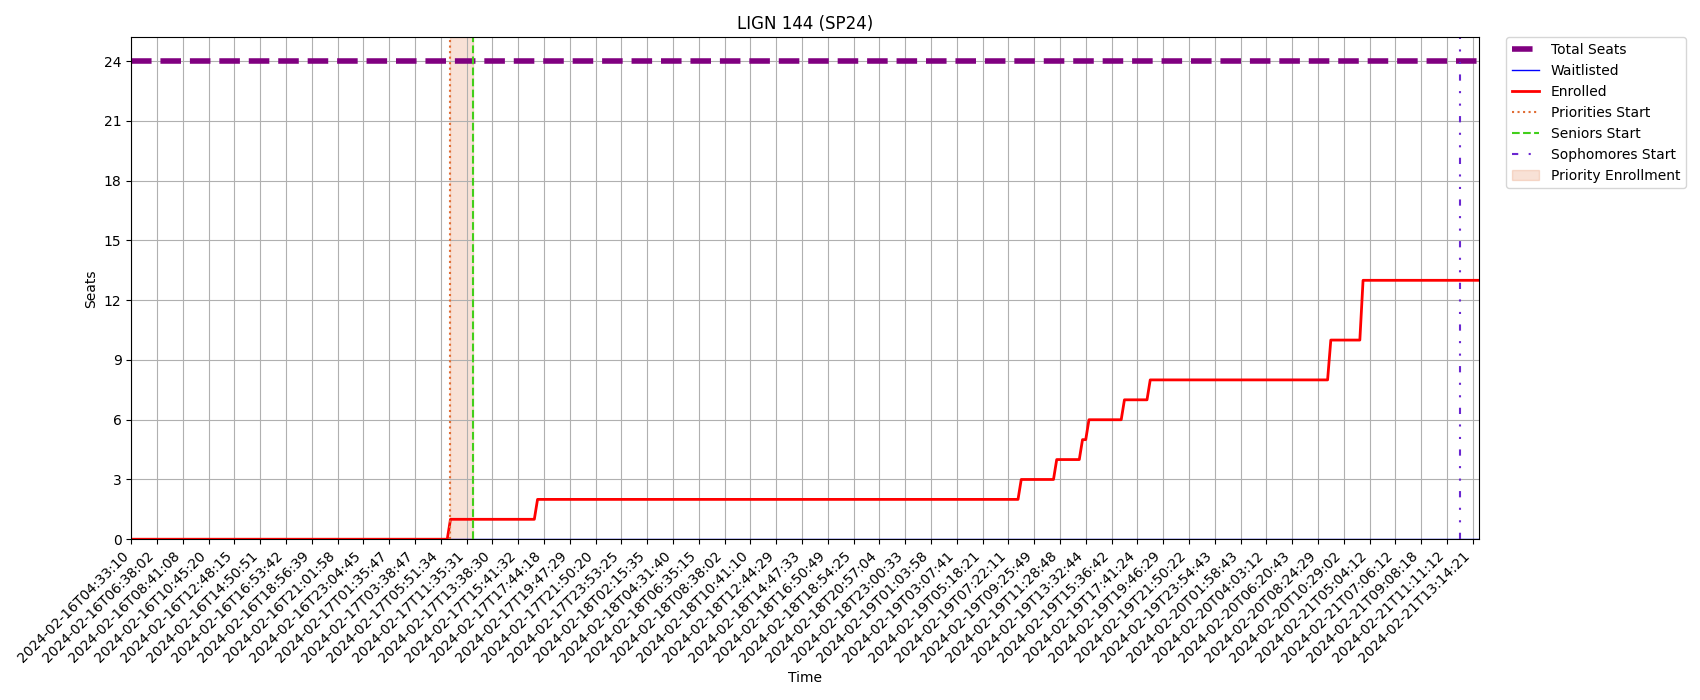 LIGN 144 (SP24)
Total Seats
Waitlisted
Enrolled
Priorities Start
Seniors Start
Sophomores Start
Priority Enrollment
Seats
24
21
18
15
12
9
6
3
0
2024-02-16T04:33:10
2024-02-16T06:38:02
2024-02-16T08:41:08
2024-02-16T10:45:20
2024-02-16T12:48:15
2024-02-16T14:50:51
2024-02-16T16:53:42
2024-02-16T18:56:39
2024-02-16T21:01:58
2024-02-16T23:04:45
2024-02-17T01:35:47
2024-02-17T03:38:47
2024-02-17T05:51:34
2024-02-17T11:35:31
2024-02-17T13:38:30
2024-02-17T15:41:32
2024-02-17T17:44:18
2024-02-17T19:47:29
2024-02-17T21:50:20
2024-02-17T23:53:25
2024-02-18T02:15:35
2024-02-18T04:31:40
2024-02-18T06:35:15
2024-02-18T08:38:02
2024-02-18T10:41:10
2024-02-18T12:44:29
2024-02-18T14:47:33
2024-02-18T16:50:49
2024-02-18T18:54:25
2024-02-18T20:57:04
2024-02-18T23:00:33
2024-02-19T01:03:58
2024-02-19T03:07:41
2024-02-19T05:18:21
2024-02-19T07:22:11
2024-02-19T09:25:49
2024-02-19T11:28:48
2024-02-19T13:32:44
2024-02-19T15:36:42
2024-02-19T17:41:24
2024-02-19T19:46:29
2024-02-19T21:50:22
2024-02-19T23:54:43
2024-02-20T01:58:43
2024-02-20T04:03:12
2024-02-20T06:20:43
2024-02-20T08:24:29
2024-02-20T10:29:02
2024-02-21T05:04:12
2024-02-21T07:06:12
2024-02-21T09:08:18
2024-02-21T11:11:12
2024-02-21T13:14:21
Time